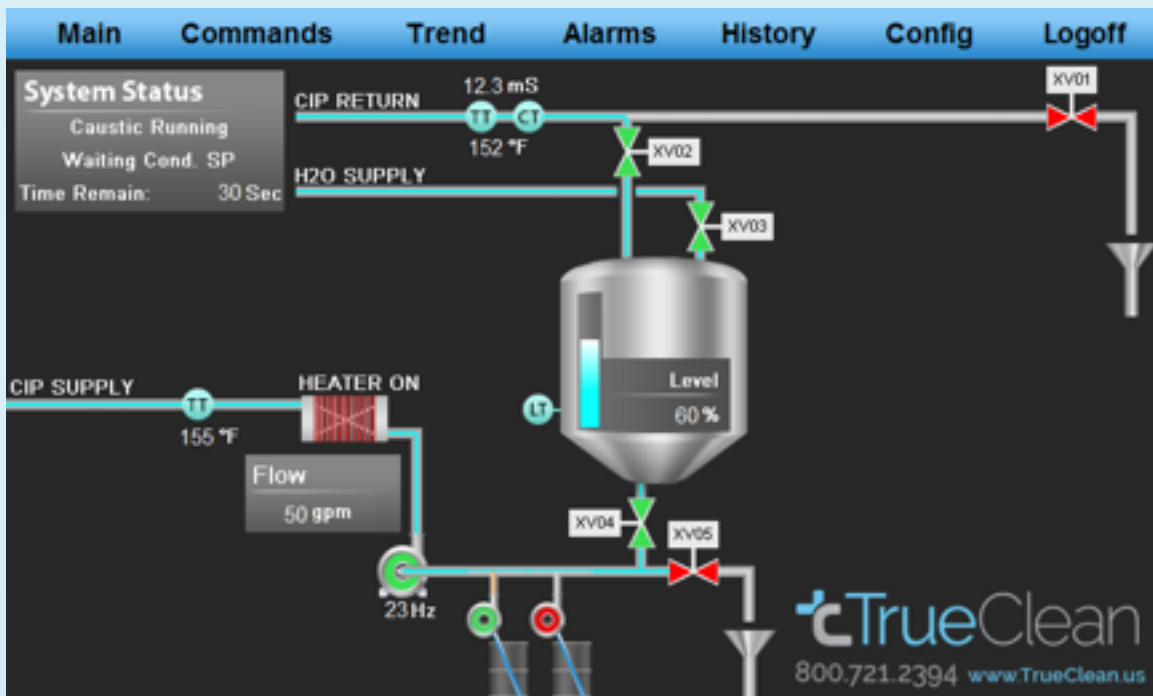 Main Commands Trend Alarms History Config Logoff
System Status
Caustic Running
Waiting Cond. SP
Time Remain: 30 Sec
12.3 mS
CIP RETURN
TT CT
152 °F
XV01
XV02
H2O SUPPLY
XV03
CIP SUPPLY
TT
155 °F
HEATER ON
Level
60 %
LT
Flow
50 gpm
XV04
XV05
23 Hz
TrueClean
800.721.2394 www.TrueClean.us